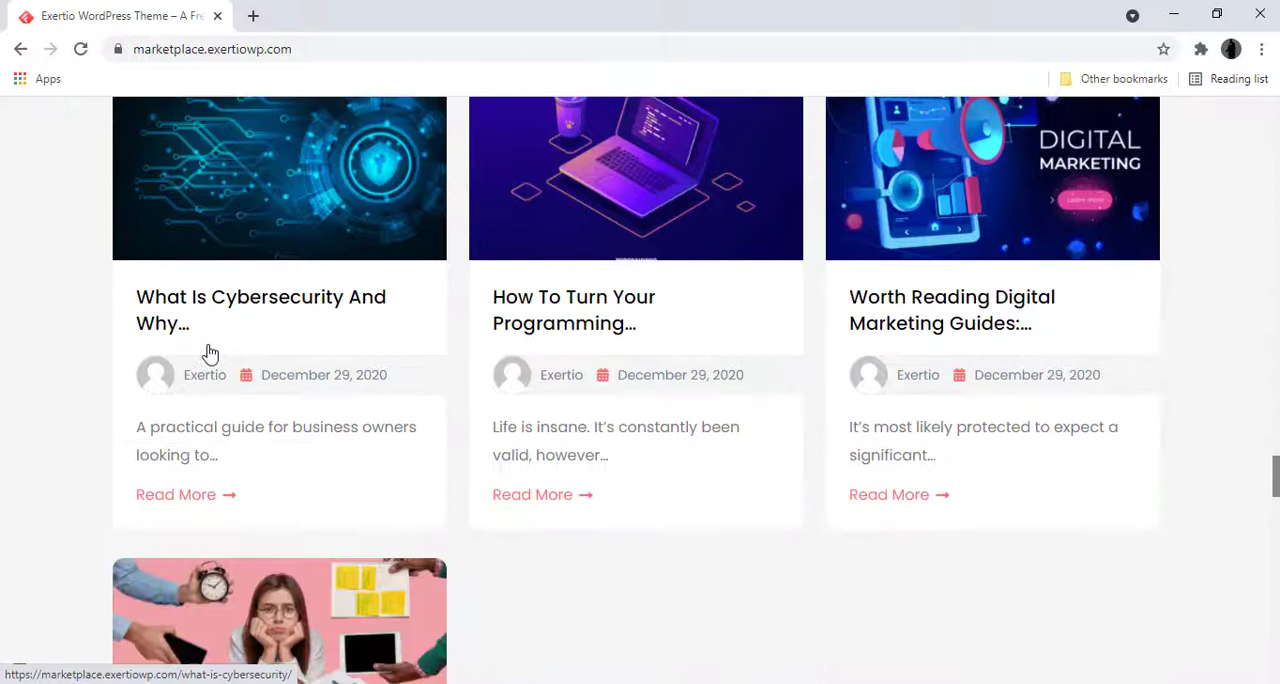 Exertio WordPress Theme – A Fre
marketplace.exertiowp.com
Apps
Other bookmarks
Reading list
DIGITAL
MARKETING
Learn more
What Is Cybersecurity And
Why...
Exertio
December 29, 2020
A practical guide for business owners
looking to...
Read More
How To Turn Your
Programming...
Exertio
December 29, 2020
Life is insane. It’s constantly been
valid, however...
Read More
Worth Reading Digital
Marketing Guides:...
Exertio
December 29, 2020
It’s most likely protected to expect a
significant...
Read More
https://marketplace.exertiowp.com/what-is-cybersecurity/